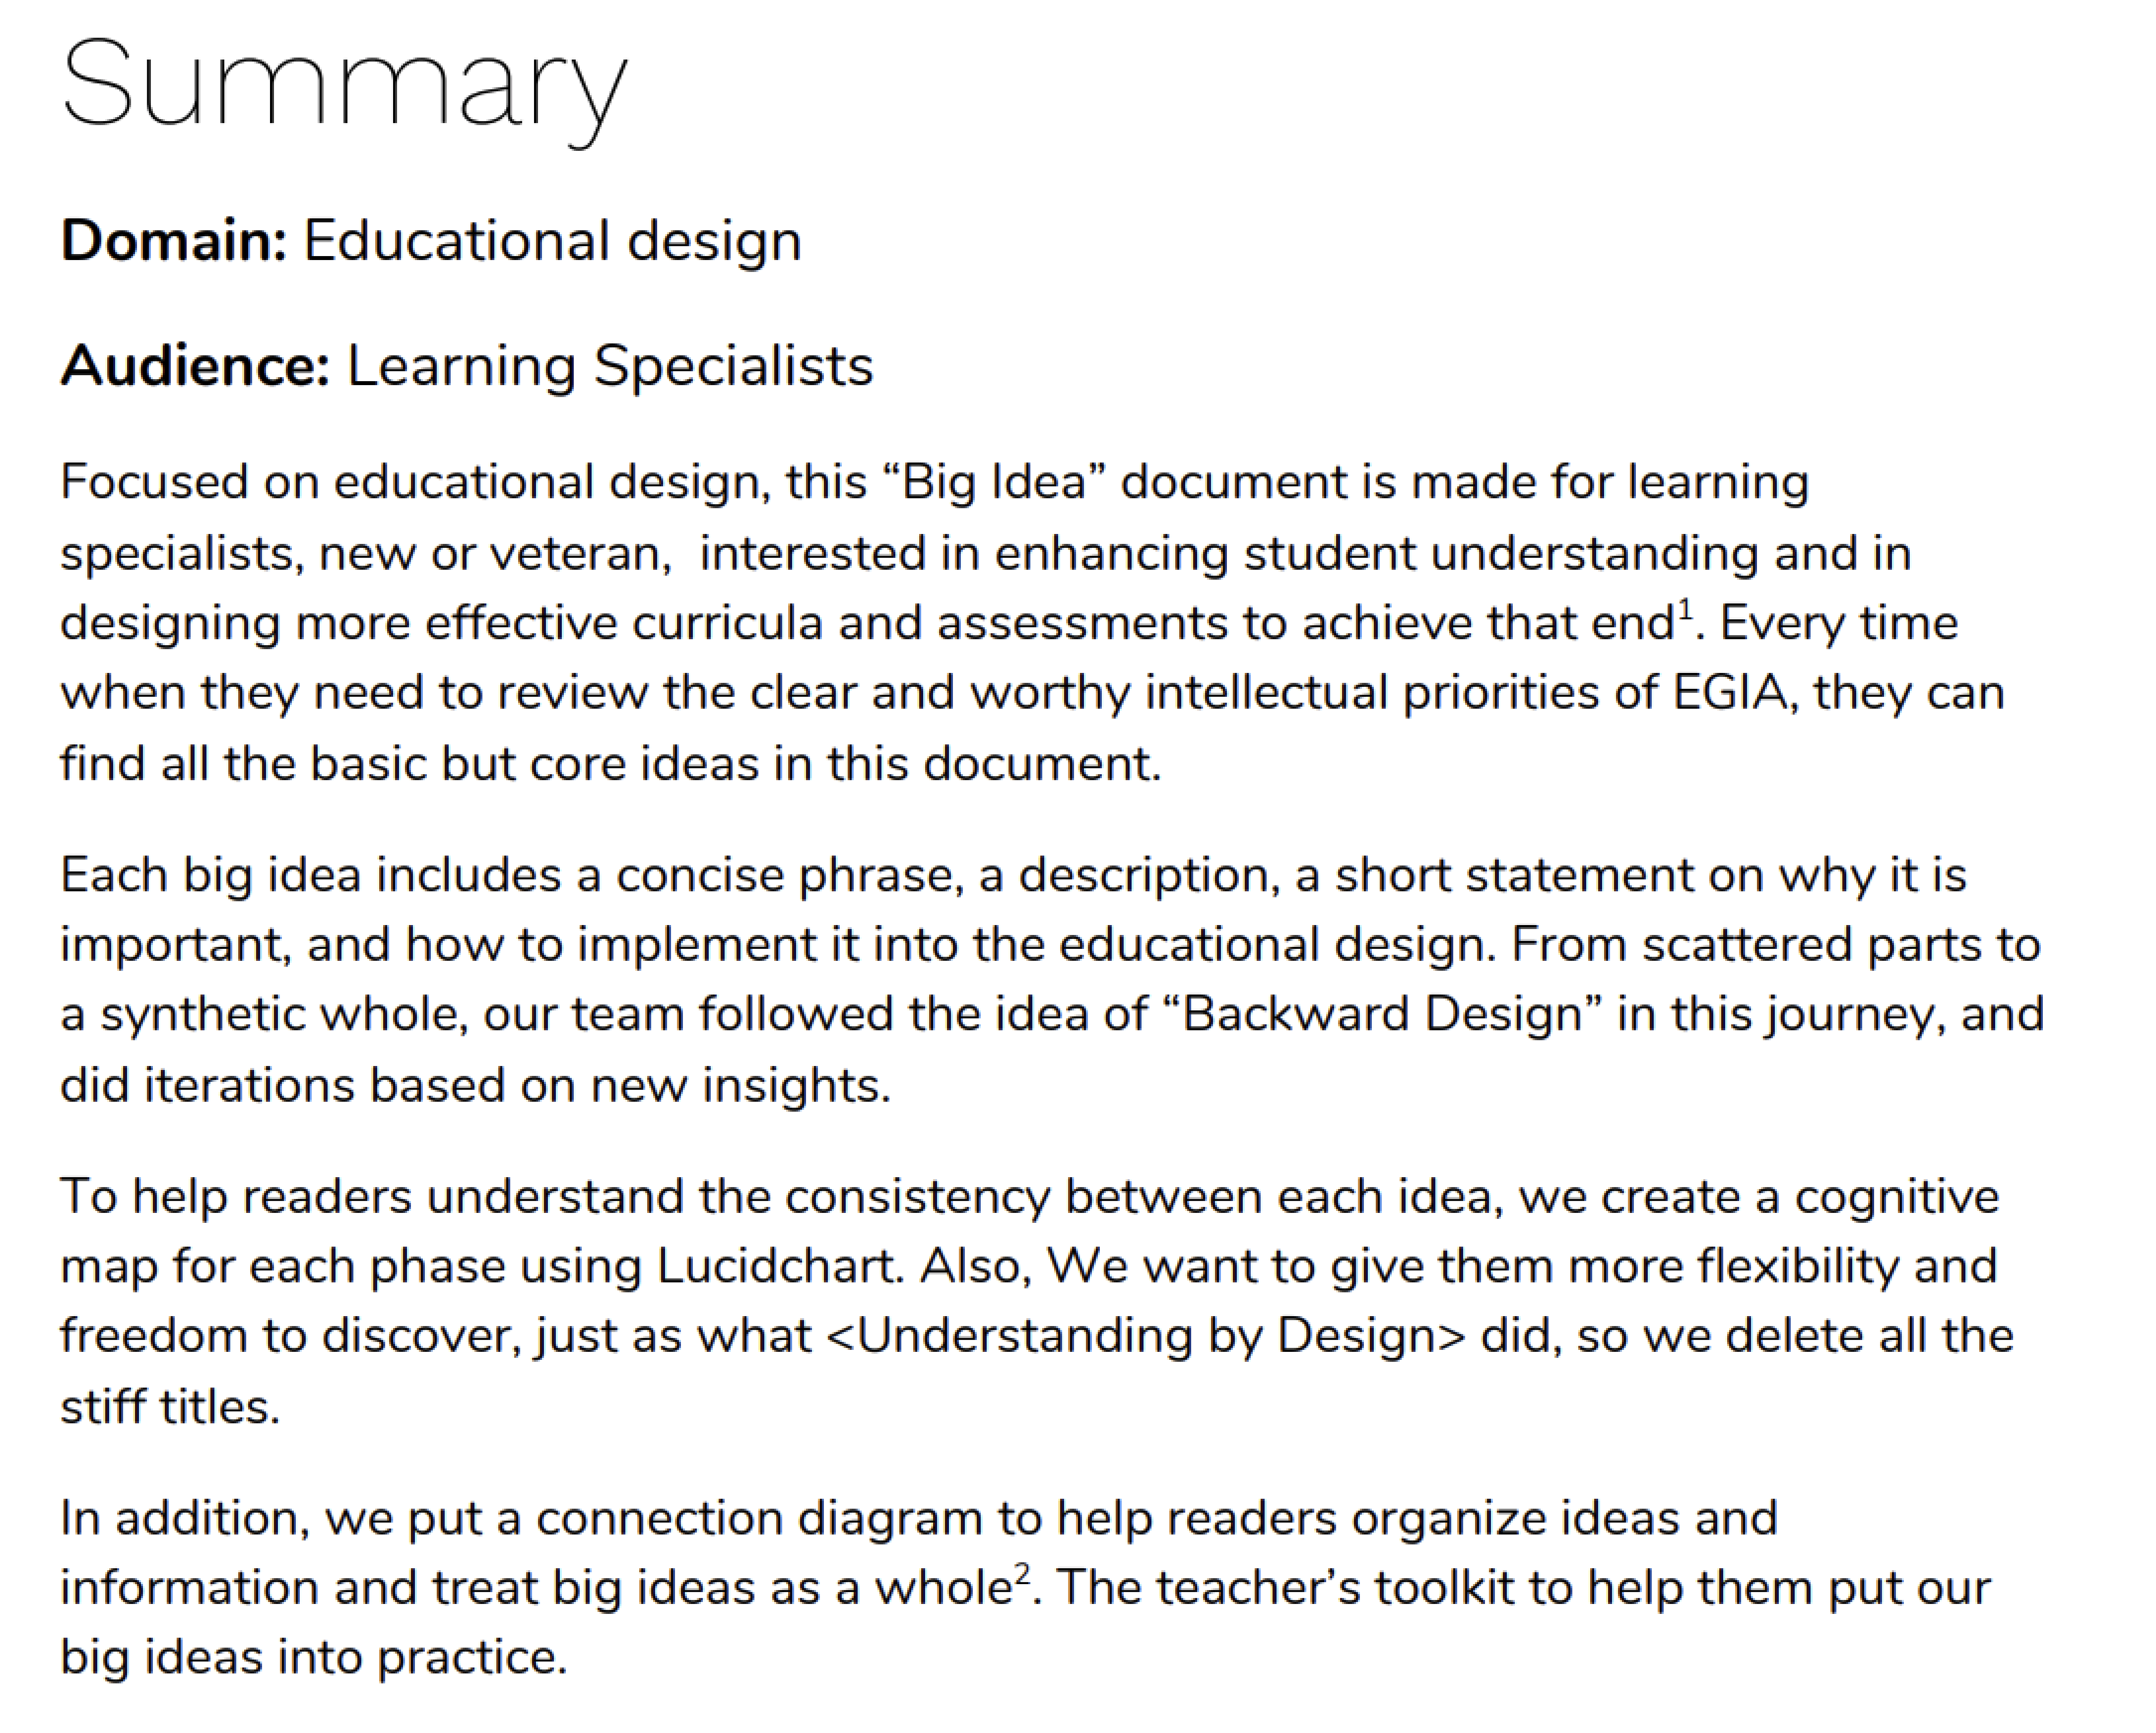 Summary
Domain: Educational design
Audience: Learning Specialists
Focused on educational design, this “Big Idea” document is made for learning
specialists, new or veteran,  interested in enhancing student understanding and in
designing more effective curricula and assessments to achieve that end¹. Every time
when they need to review the clear and worthy intellectual priorities of EGIA, they can
find all the basic but core ideas in this document.
Each big idea includes a concise phrase, a description, a short statement on why it is
important, and how to implement it into the educational design. From scattered parts to
a synthetic whole, our team followed the idea of “Backward Design” in this journey, and
did iterations based on new insights.
To help readers understand the consistency between each idea, we create a cognitive
map for each phase using Lucidchart. Also, We want to give them more flexibility and
freedom to discover, just as what <Understanding by Design> did, so we delete all the
stiff titles.
In addition, we put a connection diagram to help readers organize ideas and
information and treat big ideas as a whole². The teacher’s toolkit to help them put our
big ideas into practice.